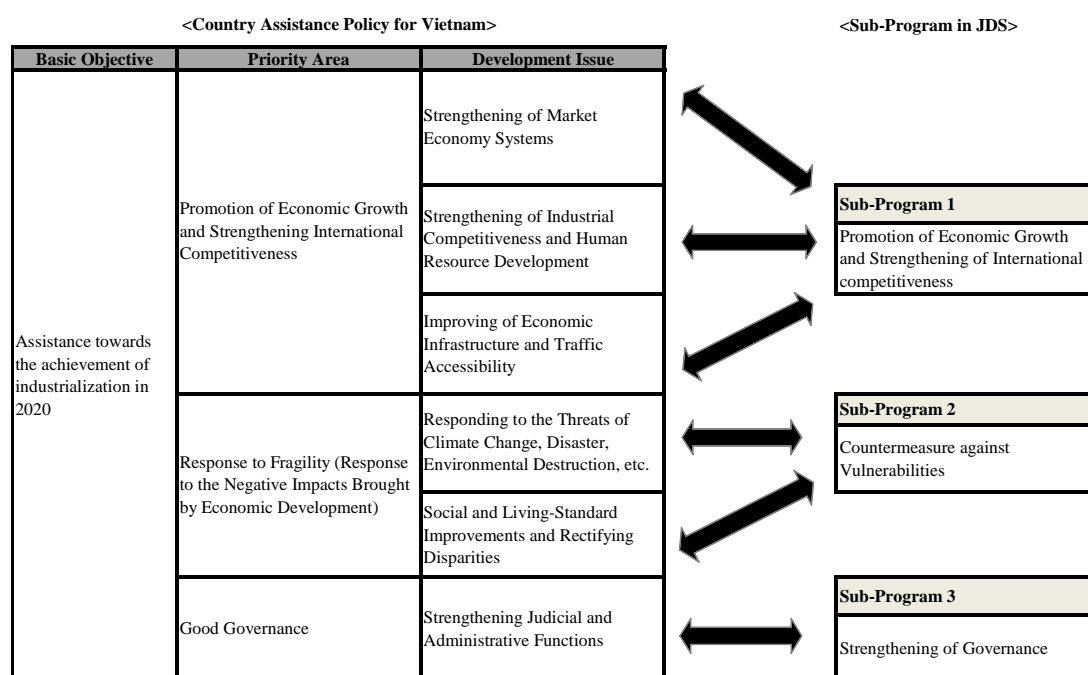 <Country Assistance Policy for Vietnam>
<Sub-Program in JDS>
Basic Objective
Priority Area
Development Issue
Assistance towards
the achievement of
industrialization in
2020
Promotion of Economic Growth
and Strengthening International
Competitiveness
Strengthening of Market
Economy Systems
Strengthening of Industrial
Competitiveness and Human
Resource Development
Improving of Economic
Infrastructure and Traffic
Accessibility
Response to Fragility (Response
to the Negative Impacts Brought
by Economic Development)
Responding to the Threats of
Climate Change, Disaster,
Environmental Destruction, etc.
Social and Living-Standard
Improvements and Rectifying
Disparities
Good Governance
Strengthening Judicial and
Administrative Functions
Sub-Program 1
Promotion of Economic Growth
and Strengthening of International
competitiveness
Sub-Program 2
Countermeasure against
Vulnerabilities
Sub-Program 3
Strengthening of Governance